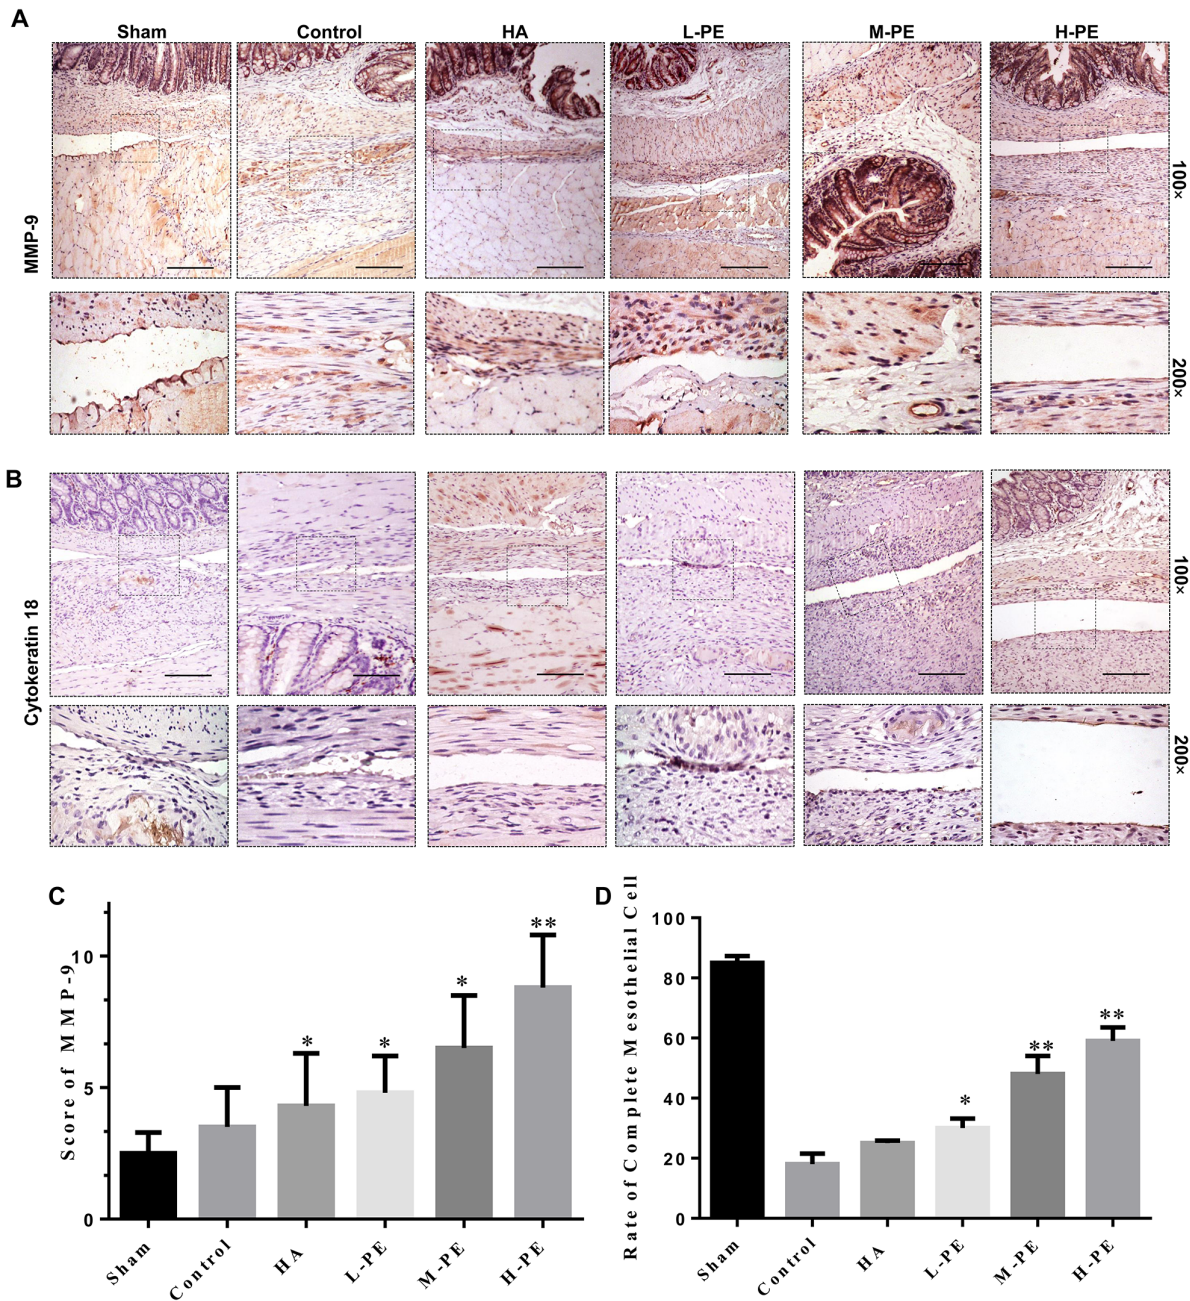 A
Sham Control HA L-PE M-PE H-PE
MMP-9
100×
200×
B
Cytokeratin 18
100×
200×
C
Score of MMP-9
10
5
0
* * * **
Sham Control HA L-PE M-PE H-PE
D
Rate of Complete Mesothelial Cell
100
80
60
40
20
0
* ** **
Sham Control HA L-PE M-PE H-PE